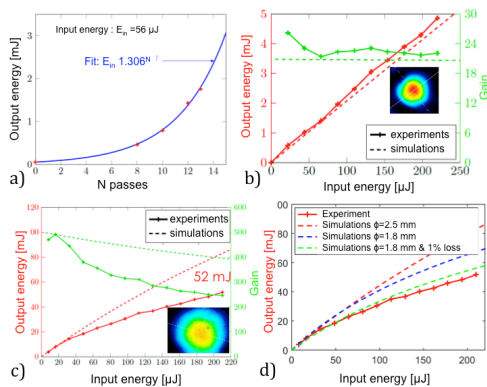 a)
Input energy : E_in =56 µJ
Fit: E_in 1.306^N
Output energy [mJ]
3
2
1
0
0 2 4 6 8 10 12 14
N passes
b)
Output energy [mJ]
5
4
3
2
1
0
Gain
30
24
18
12
6
0
experiments
simulations
0 50 100 150 200 250
Input energy [µJ]
c)
Output energy [mJ]
100
80
60
40
20
0
Gain
600
500
400
300
200
100
0
experiments
simulations
52 mJ
0 20 40 60 80 100 120 140 160 180 200 220
Input energy [µJ]
d)
Output energy [mJ]
00
80
60
40
20
0
Experiment
Simulations ϕ=2.5 mm
Simulations ϕ=1.8 mm
Simulations ϕ=1.8 mm & 1% loss
0 50 100 150 200
Input energy [µJ]